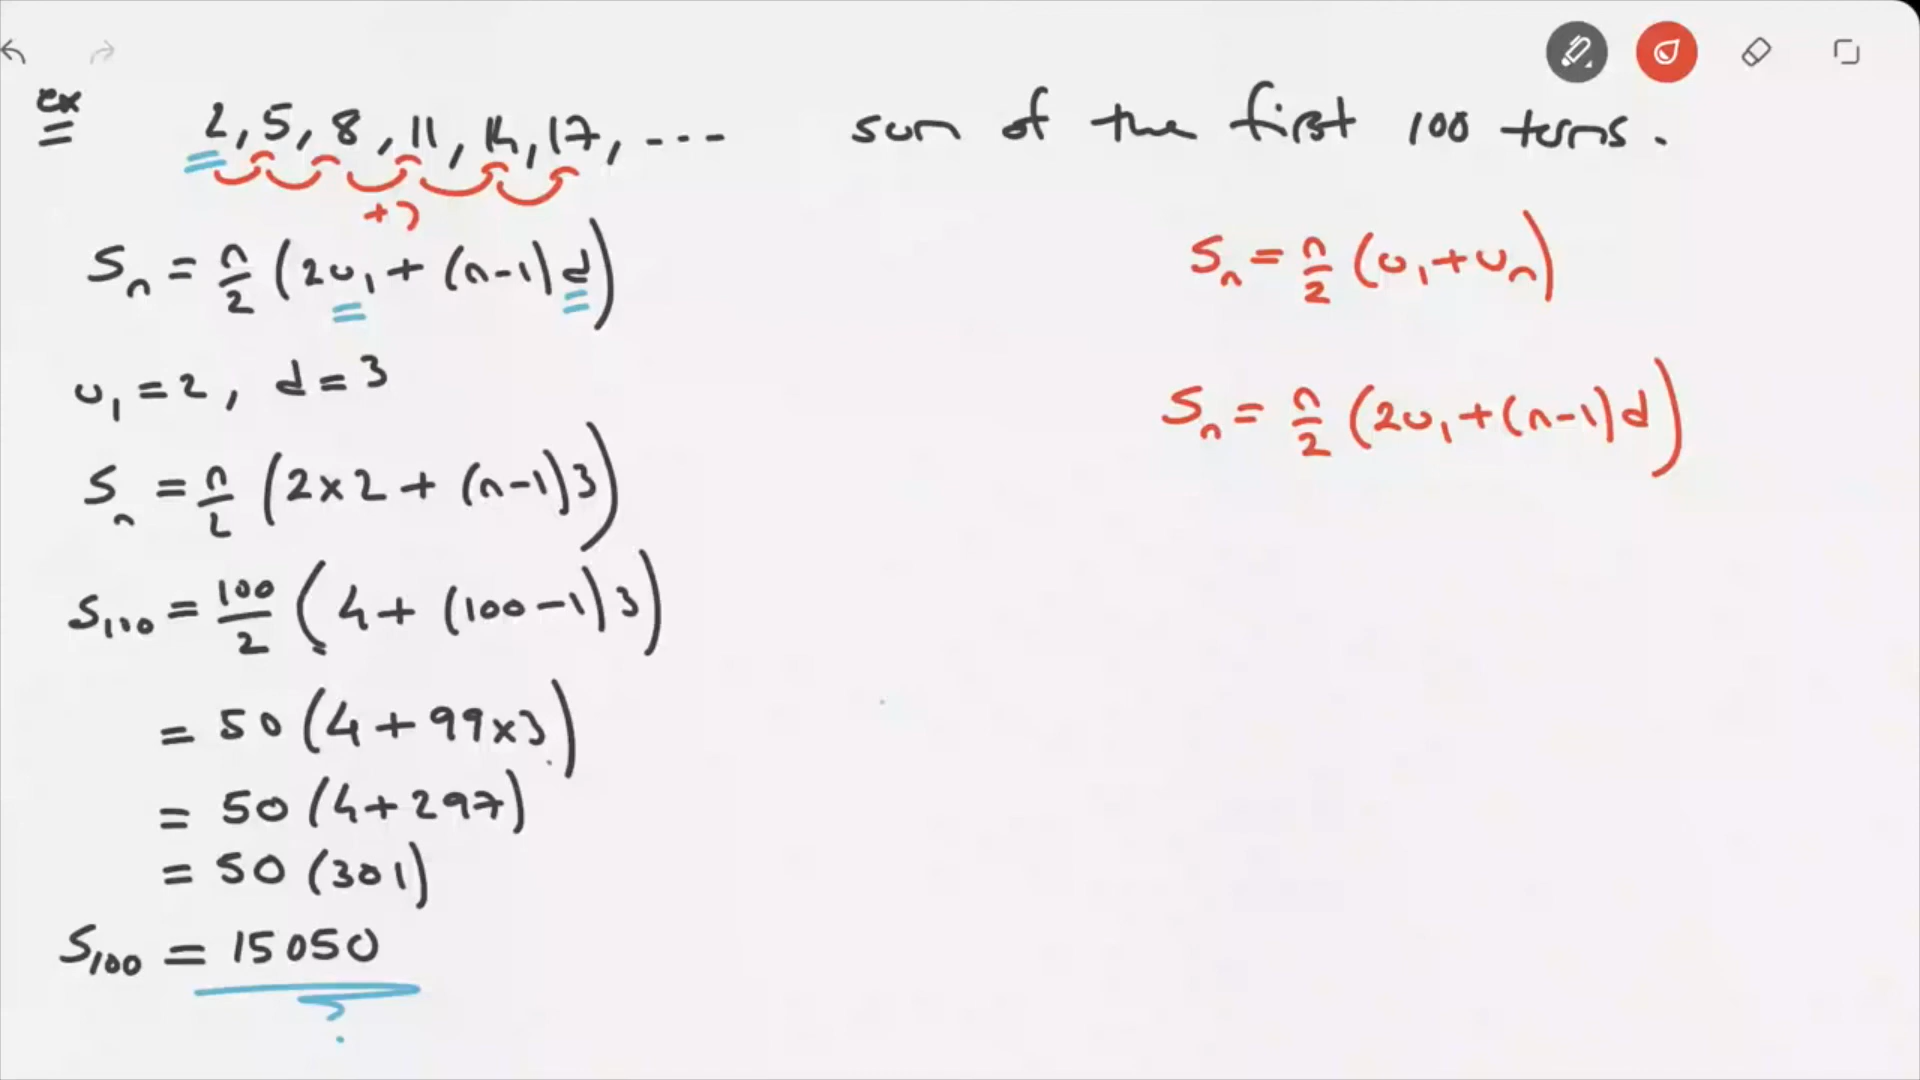 ex 2, 5, 8, 11, 14, 17, --- sum of the first 100 terms.
+3
Sₙ = n/2 (2u₁ + (n-1)d)
Sₙ = n/2 (u₁ + uₙ)
u₁ = 2, d = 3
Sₙ = n/2 (2u₁ + (n-1)d)
Sₙ = n/2 (2×2 + (n-1)3)
S₁₀₀ = 100/2 (4 + (100-1)3)
= 50 (4 + 99×3)
= 50 (4+297)
= 50 (301)
S₁₀₀ = 15050